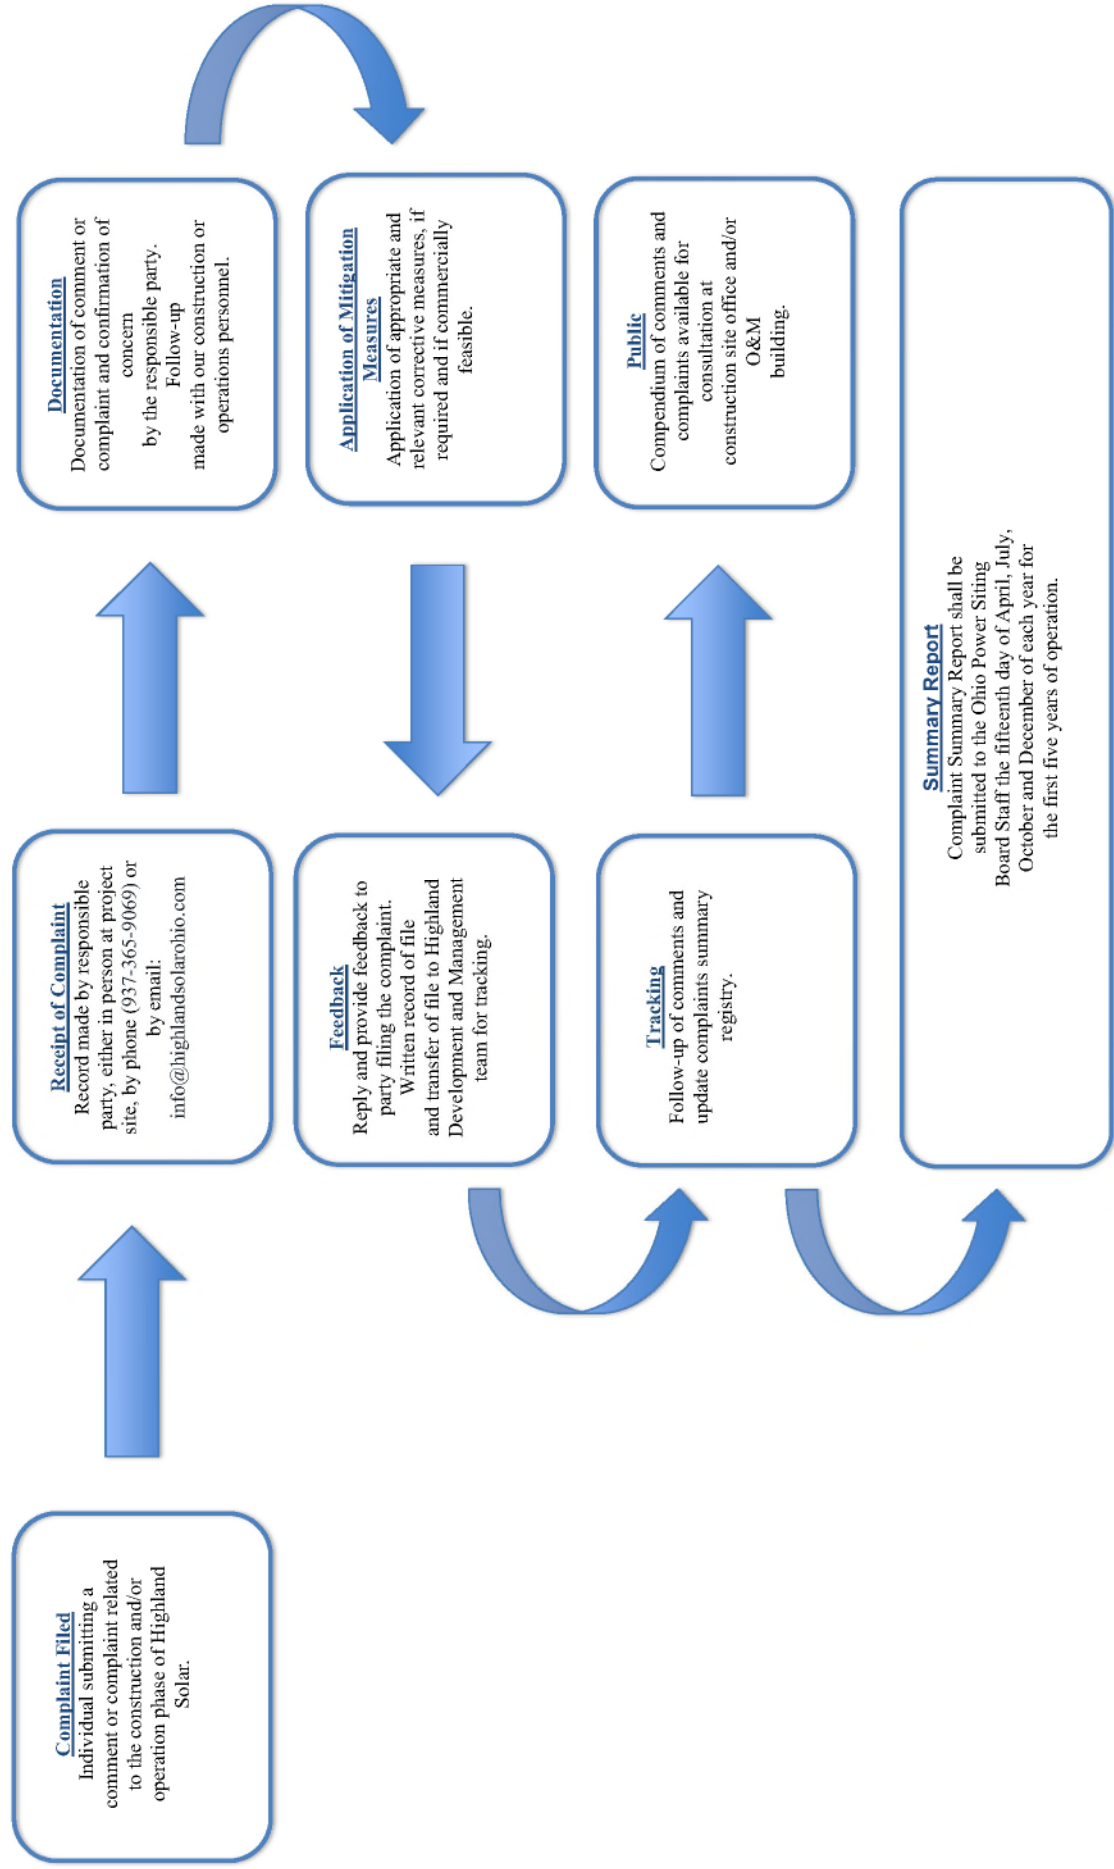 Complaint Filed
Individual submitting a
comment or complaint related
to the construction and/or
operation phase of Highland
Solar.
Receipt of Complaint
Record made by responsible
party, either in person at project
site, by phone (937-365-9069) or
by email:
info@highlandsolarohio.com
Documentation
Documentation of comment or
complaint and confirmation of
concern
by the responsible party.
Follow-up
made with our construction or
operations personnel.
Application of Mitigation
Measures
Application of appropriate and
relevant corrective measures, if
required and if commercially
feasible.
Feedback
Reply and provide feedback to
party filing the complaint.
Written record of file
and transfer of file to Highland
Development and Management
team for tracking.
Tracking
Follow-up of comments and
update complaints summary
registry.
Public
Compendium of comments and
complaints available for
consultation at
construction site office and/or
O&M
building.
Summary Report
Complaint Summary Report shall be
submitted to the Ohio Power Siting
Board Staff the fifteenth day of April, July,
October and December of each year for
the first five years of operation.